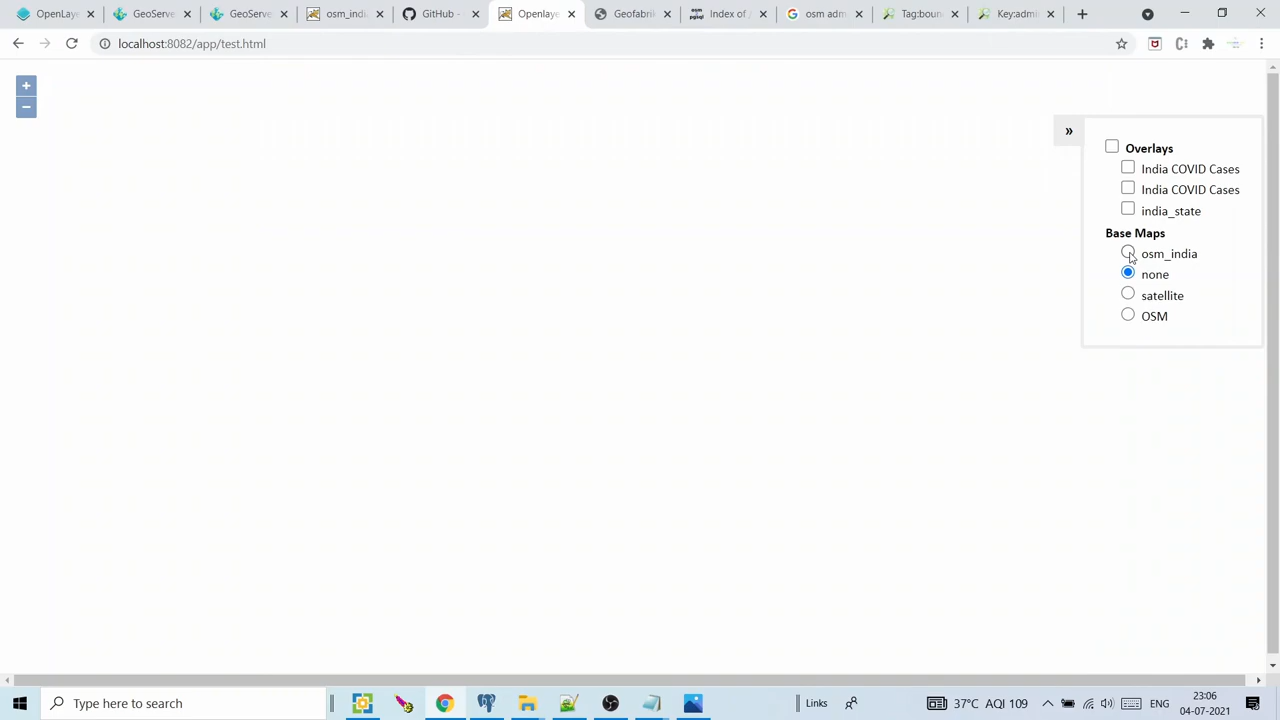 OpenLay
GeoServe
GeoServe
osm_indi
GitHub -
Openlaye
Geofabrik
Index of /
osm adm
Tag:boun
Key:admi
localhost:8082/app/test.html
+
−
»
Overlays
India COVID Cases
India COVID Cases
india_state
Base Maps
osm_india
none
satellite
OSM
Type here to search
Links
37°C AQI 109
ENG
23:06
04-07-2021